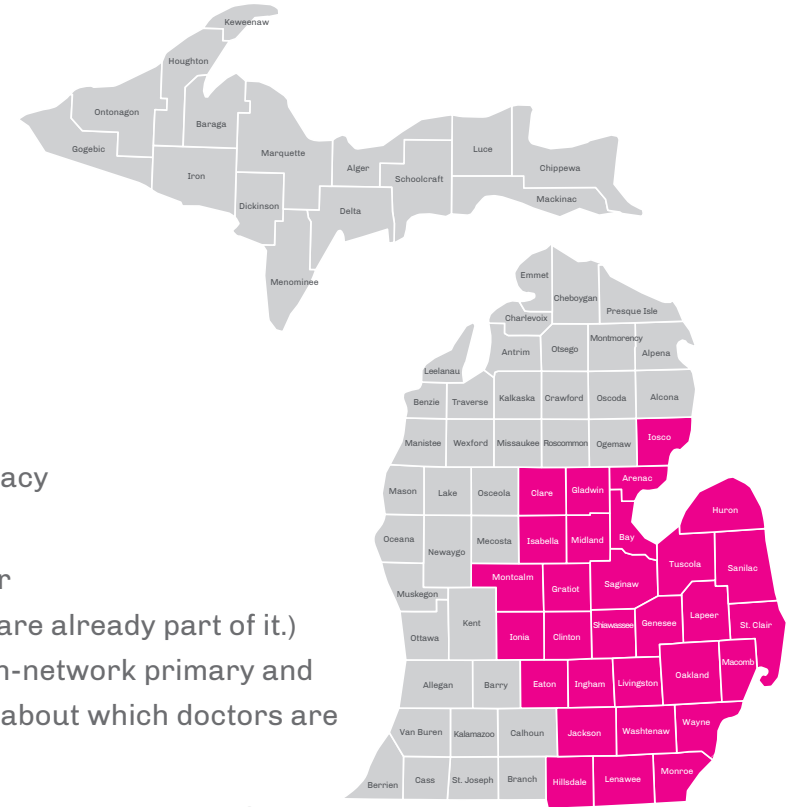 Keweenaw
Houghton
Ontonagon
Baraga
Gogebic
Marquette
Luce
Iron
Alger
Chippewa
Schoolcraft
Mackinac
Dickinson
Delta
Menominee
Emmet
Cheboygan
Presque Isle
Charlevoix
Montmorency
Antrim
Otsego
Alpena
Leelanau
Benzie
Traverse
Kalkaska
Crawford
Oscoda
Alcona
Manistee
Wexford
Missaukee
Roscommon
Ogemaw
Iosco
acy
Mason
Lake
Osceola
Clare
Gladwin
Arenac
Huron
Oceana
Newaygo
Mecosta
Isabella
Midland
Bay
Tuscola
Sanilac
r
Muskegon
Montcalm
Gratiot
Saginaw
are already part of it.)
Ottawa
Kent
Ionia
Clinton
Shiawassee
Genesee
Lapeer
St. Clair
n-network primary and
Allegan
Barry
Eaton
Ingham
Livingston
Oakland
Macomb
about which doctors are
Van Buren
Kalamazoo
Calhoun
Jackson
Washtenaw
Wayne
Berrien
Cass
St. Joseph
Branch
Hillsdale
Lenawee
Monroe